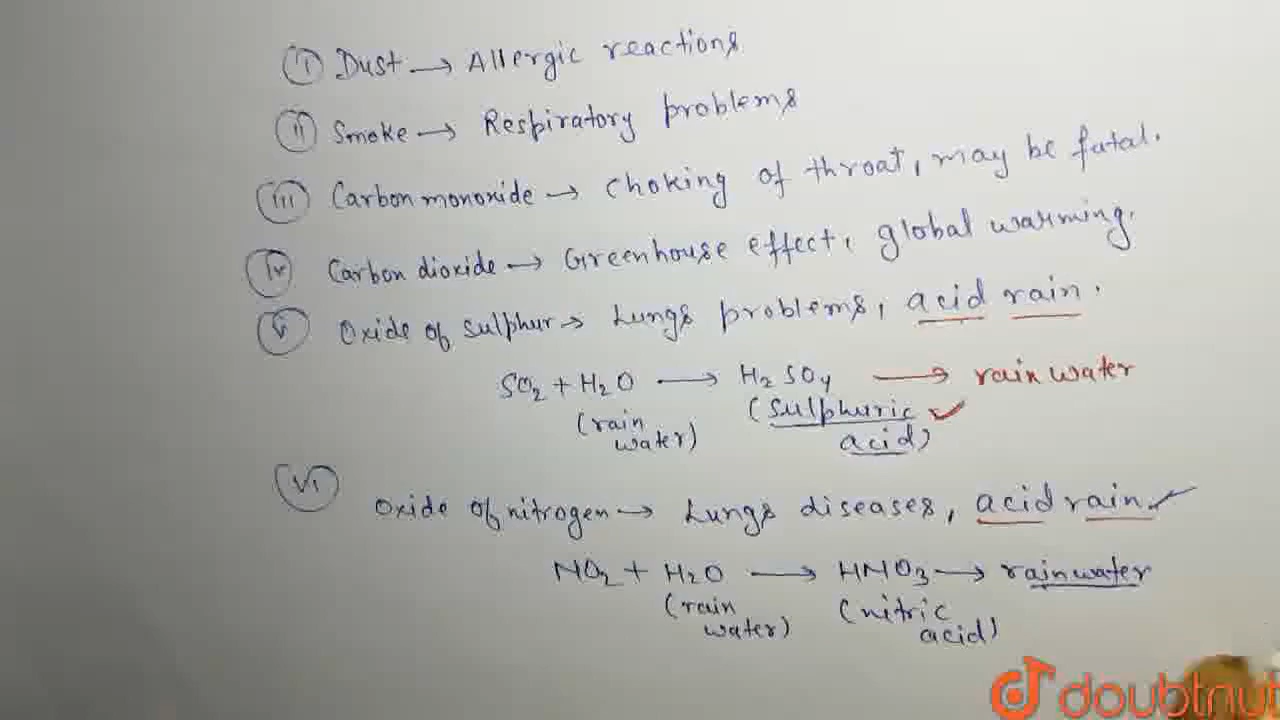 (i) Dust → Allergic reactions
(ii) Smoke → Respiratory problems
(iii) Carbon monoxide → choking of throat, may be fatal.
(iv) Carbon dioxide → Greenhouse effect, global warming.
(v) Oxide of sulphur → Lungs problems, acid rain.
SO₂ + H₂O → H₂SO₄ → rain water
(rain water) (sulphuric acid)
(vi) Oxide of nitrogen → Lungs diseases, acid rain
NO₂ + H₂O → HNO₃ → rain water
(rain water) (nitric acid)
doubtnut